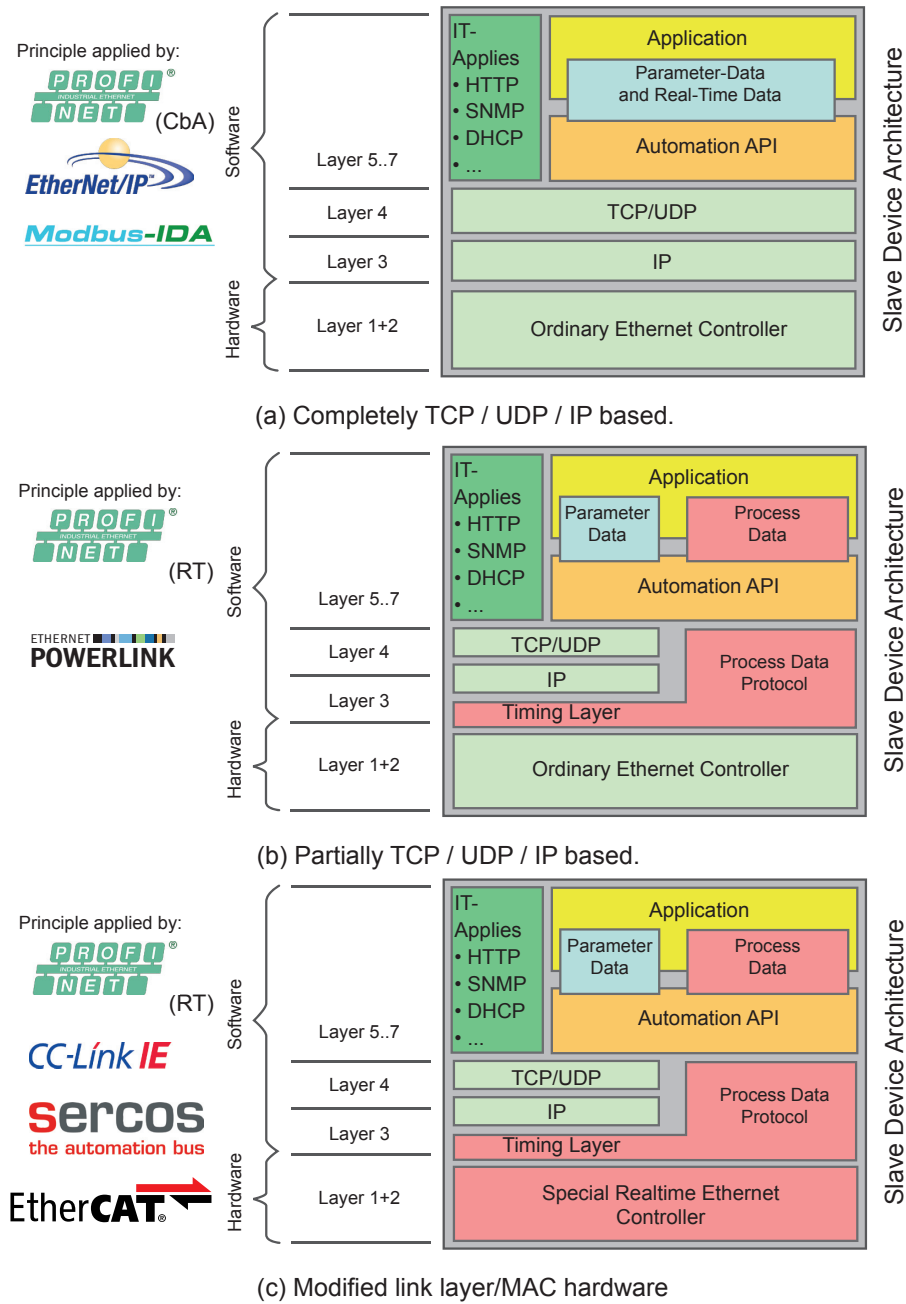 Principle applied by:
PROFI®
INDUSTRIAL ETHERNET
NET
(CbA)
EtherNet/IP™
Modbus-IDA
Software
Hardware
Layer 5..7
Layer 4
Layer 3
Layer 1+2
IT-
Applies
• HTTP
• SNMP
• DHCP
• ...
Application
Parameter-Data
and Real-Time Data
Automation API
TCP/UDP
IP
Ordinary Ethernet Controller
Slave Device Architecture
(a) Completely TCP / UDP / IP based.
Principle applied by:
PROFI®
INDUSTRIAL ETHERNET
NET
(RT)
ETHERNET
POWERLINK
Software
Hardware
Layer 5..7
Layer 4
Layer 3
Layer 1+2
IT-
Applies
• HTTP
• SNMP
• DHCP
• ...
Application
Parameter
Data
Process
Data
Automation API
TCP/UDP
IP
Timing Layer
Process Data
Protocol
Ordinary Ethernet Controller
Slave Device Architecture
(b) Partially TCP / UDP / IP based.
Principle applied by:
PROFI®
INDUSTRIAL ETHERNET
NET
(RT)
CC-Link IE
sercos
the automation bus
EtherCAT®
Software
Hardware
Layer 5..7
Layer 4
Layer 3
Layer 1+2
IT-
Applies
• HTTP
• SNMP
• DHCP
• ...
Application
Parameter
Data
Process
Data
Automation API
TCP/UDP
IP
Timing Layer
Process Data
Protocol
Special Realtime Ethernet
Controller
Slave Device Architecture
(c) Modified link layer/MAC hardware